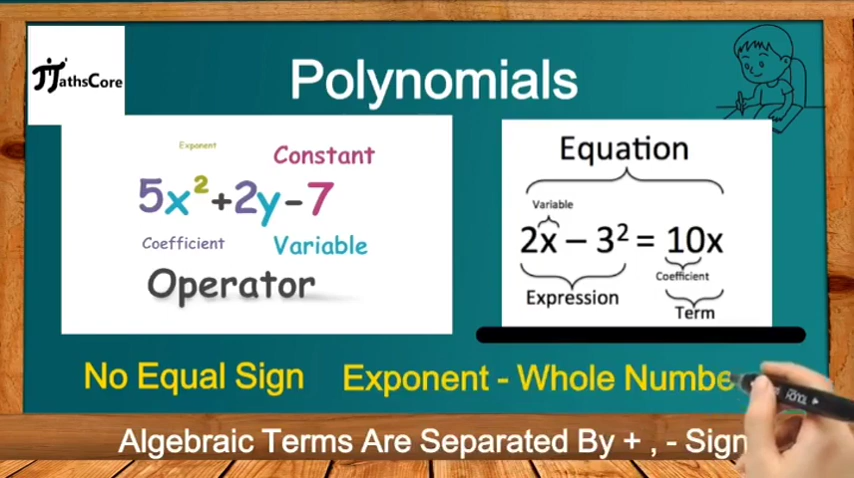 πathsCore
Polynomials
Exponent
Constant
5x²+2y-7
Coefficient
Variable
Operator
Equation
Variable
2x – 3² = 10x
Coefficient
Expression
Term
No Equal Sign
Exponent - Whole Numbe
Algebraic Terms Are Separated By + , - Sign